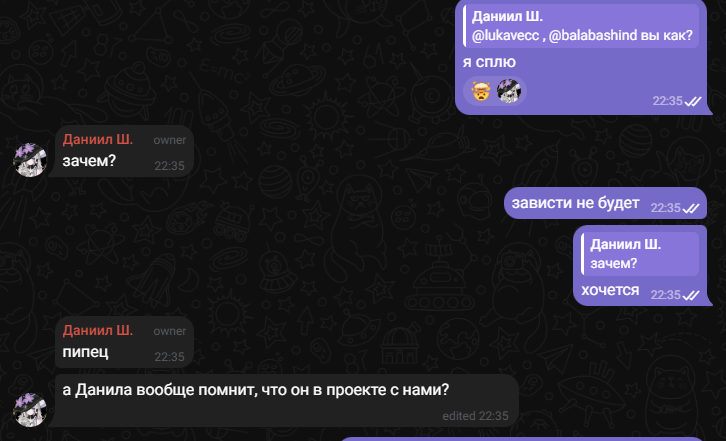 Даниил Ш.
@lukavecc , @balabashind вы как?
я сплю
22:35
Даниил Ш. owner
зачем?
22:35
зависти не будет 22:35
Даниил Ш.
зачем?
хочется 22:35
Даниил Ш. owner
пипец 22:35
а Данила вообще помнит, что он в проекте с нами?
edited 22:35